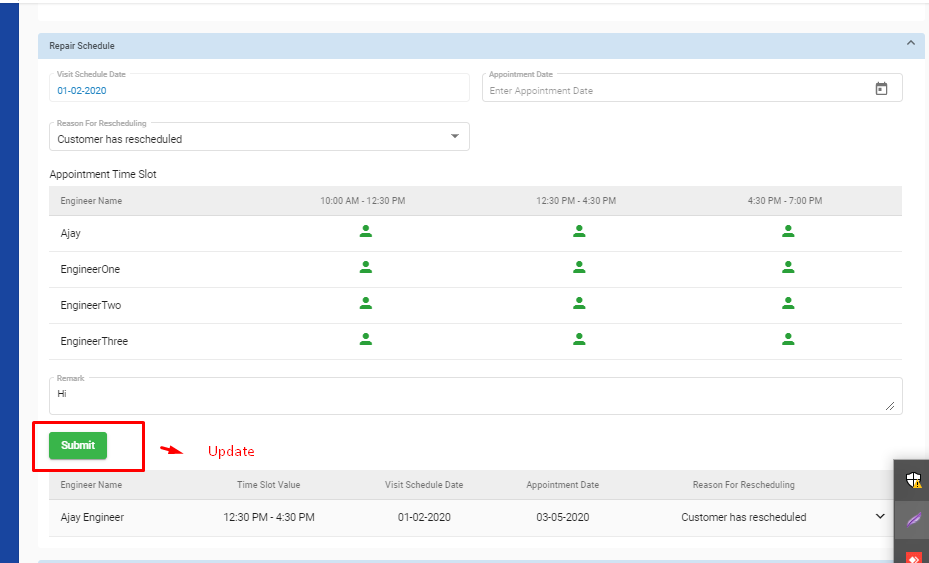 Repair Schedule
Visit Schedule Date
01-02-2020
Appointment Date
Enter Appointment Date
Reason For Rescheduling
Customer has rescheduled
Appointment Time Slot
Engineer Name 10:00 AM - 12:30 PM 12:30 PM - 4:30 PM 4:30 PM - 7:00 PM
Ajay
EngineerOne
EngineerTwo
EngineerThree
Remark
Hi
Submit
Update
Engineer Name Time Slot Value Visit Schedule Date Appointment Date Reason For Rescheduling
Ajay Engineer 12:30 PM - 4:30 PM 01-02-2020 03-05-2020 Customer has rescheduled